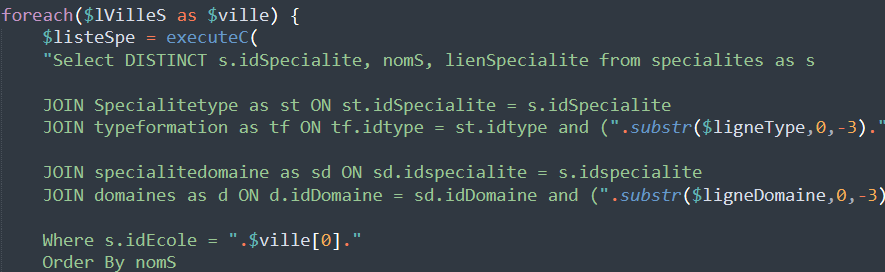 foreach($lVilleS as $ville) {
$listeSpe = executeC(
"Select DISTINCT s.idSpecialite, nomS, lienSpecialite from specialites as s
JOIN Specialitetype as st ON st.idSpecialite = s.idSpecialite
JOIN typeformation as tf ON tf.idtype = st.idtype and (".substr($ligneType,0,-3)."
JOIN specialitedomaine as sd ON sd.idspecialite = s.idspecialite
JOIN domaines as d ON d.idDomaine = sd.idDomaine and (".substr($ligneDomaine,0,-3)
Where s.idEcole = ".$ville[0]."
Order By nomS